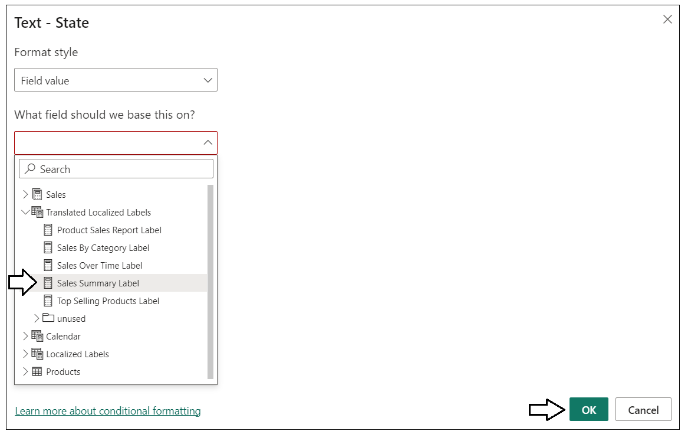 Text - State
Format style
Field value
What field should we base this on?
Search
Sales
Translated Localized Labels
Product Sales Report Label
Sales By Category Label
Sales Over Time Label
Sales Summary Label
Top Selling Products Label
unused
Calendar
Localized Labels
Products
Learn more about conditional formatting
OK
Cancel